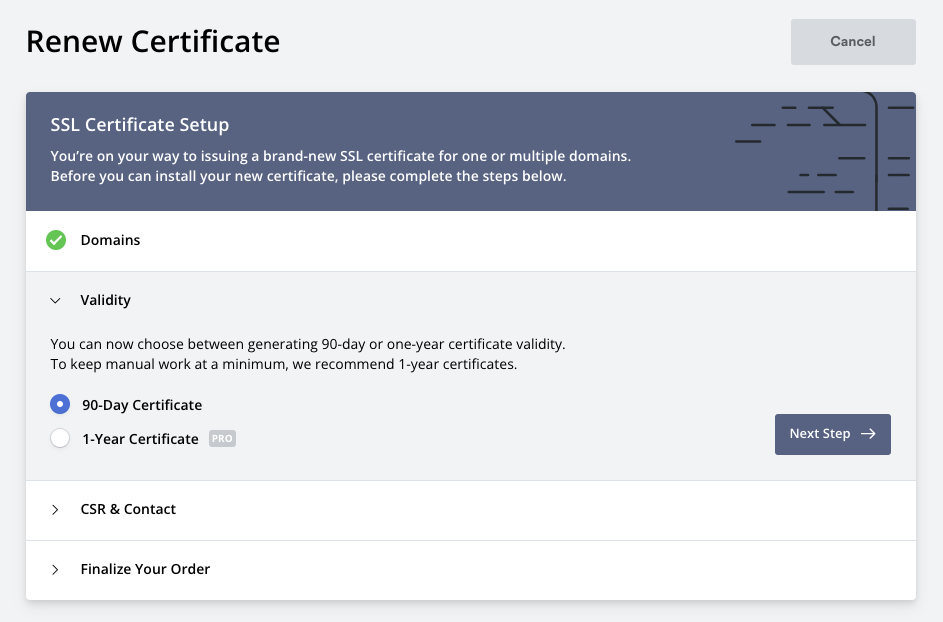 Renew Certificate
Cancel
SSL Certificate Setup
You’re on your way to issuing a brand-new SSL certificate for one or multiple domains.
Before you can install your new certificate, please complete the steps below.
Domains
Validity
You can now choose between generating 90-day or one-year certificate validity.
To keep manual work at a minimum, we recommend 1-year certificates.
90-Day Certificate
1-Year Certificate PRO
Next Step →
CSR & Contact
Finalize Your Order